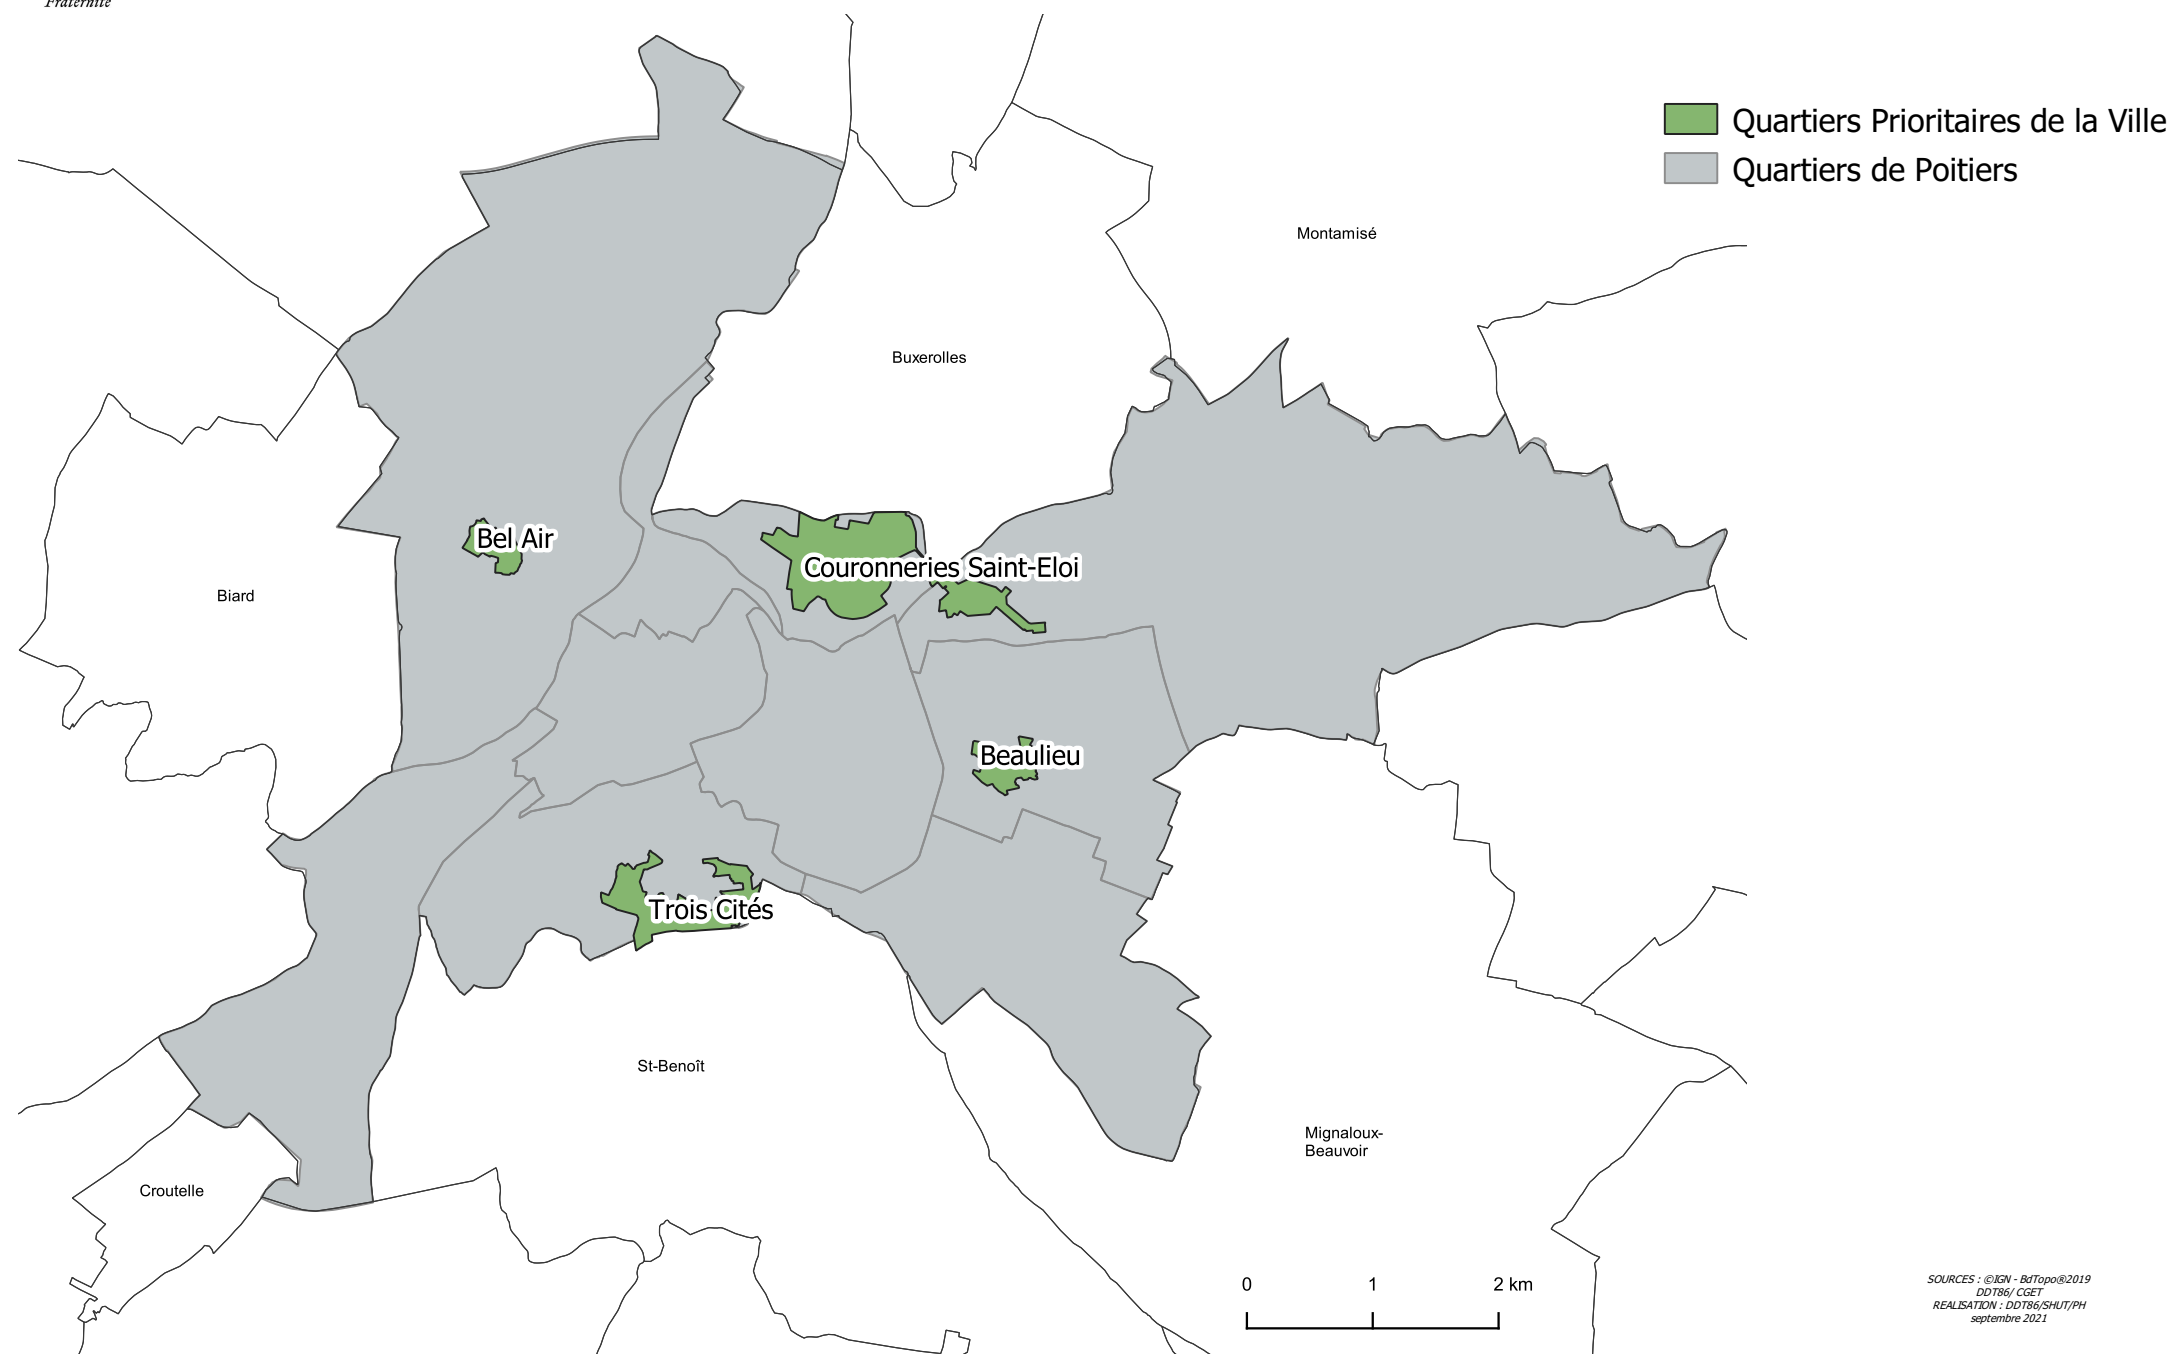 Fraternité
Quartiers Prioritaires de la Ville
Quartiers de Poitiers
Montamisé
Buxerolles
Bel Air
Couronneries Saint-Eloi
Biard
Beaulieu
Trois Cités
St-Benoît
Mignaloux-
Beauvoir
Croutelle
0 1 2 km
SOURCES : ©IGN - BdTopo®2019
DDT86/ CGET
REALISATION : DDT86/SHUT/PH
septembre 2021